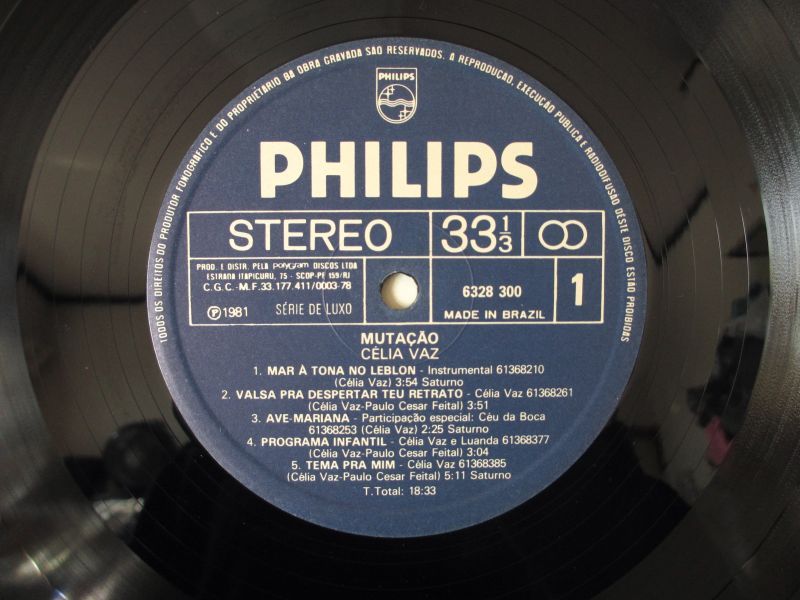 TODOS OS DIREITOS DO PRODUTOR FONOGRÁFICO E DO PROPRIETÁRIO DA OBRA GRAVADA SÃO RESERVADOS. A REPRODUÇÃO, EXECUÇÃO PÚBLICA E RADIODIFUSÃO DESTE DISCO ESTÃO PROIBIDAS
PHILIPS
PHILIPS
STEREO 33 1/3
PROD. E DISTR. PELA polyGram DISCOS LTDA
ESTRADA ITAPICURU, 75 - SCDP-PF 159/RJ
C.G.C.-M.F.33.177.411/0003-78
℗1981 SÉRIE DE LUXO
6328 300
MADE IN BRAZIL
1
MUTAÇÃO
CÉLIA VAZ
1. MAR À TONA NO LEBLON - Instrumental 61368210
(Célia Vaz) 3:54 Saturno
2. VALSA PRA DESPERTAR TEU RETRATO - Célia Vaz 61368261
(Célia Vaz-Paulo Cesar Feital) 3:51
3. AVE-MARIANA - Participação especial: Céu da Boca
61368253 (Célia Vaz) 2:25 Saturno
4. PROGRAMA INFANTIL - Célia Vaz e Luanda 61368377
(Célia Vaz-Paulo Cesar Feital) 3:04
5. TEMA PRA MIM - Célia Vaz 61368385
(Célia Vaz-Paulo Cesar Feital) 5:11 Saturno
T.Total: 18:33